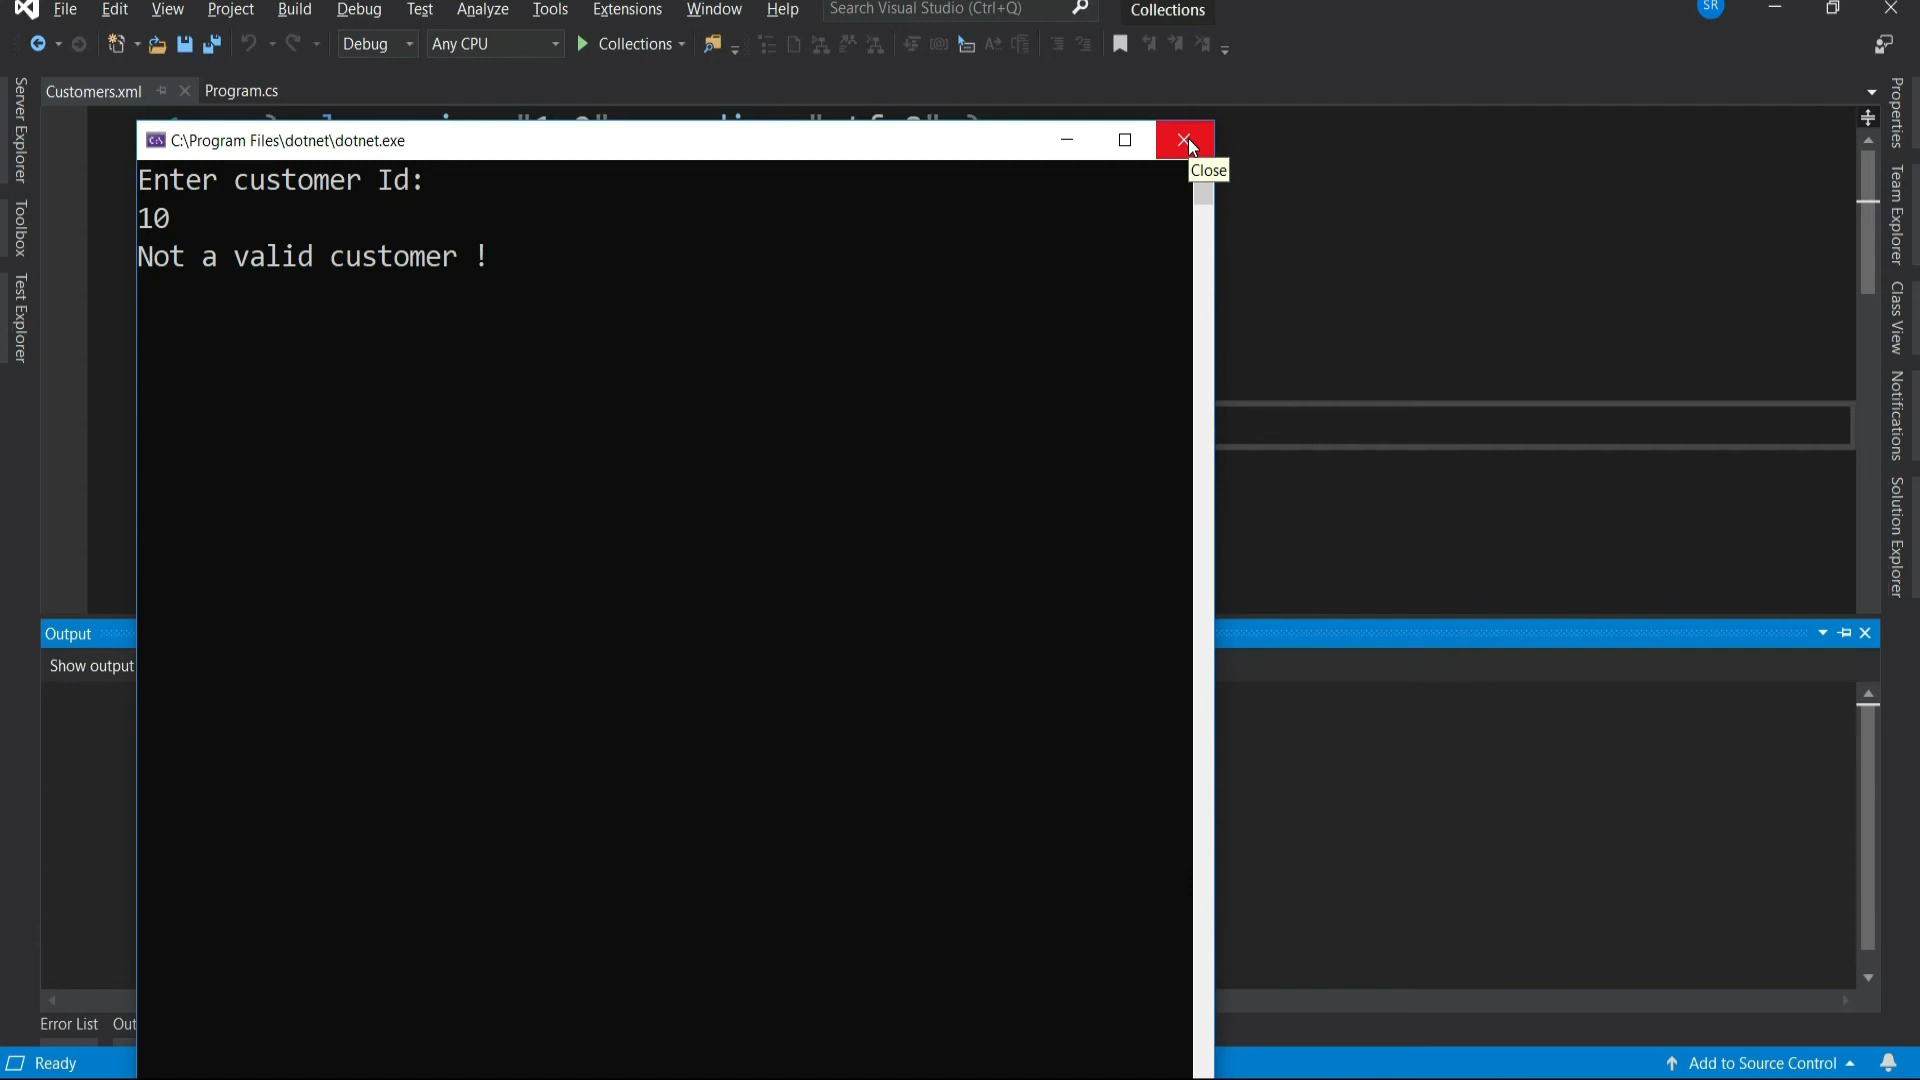 File Edit View Project Build Debug Test Analyze Tools Extensions Window Help Search Visual Studio (Ctrl+Q) Collections SR
Debug Any CPU Collections
Customers.xml Program.cs
C:\Program Files\dotnet\dotnet.exe
Close
Enter customer Id:
10
Not a valid customer !
Server Explorer
Toolbox
Test Explorer
Properties
Team Explorer
Class View
Notifications
Solution Explorer
Output
Show output
Error List Out
Ready Add to Source Control